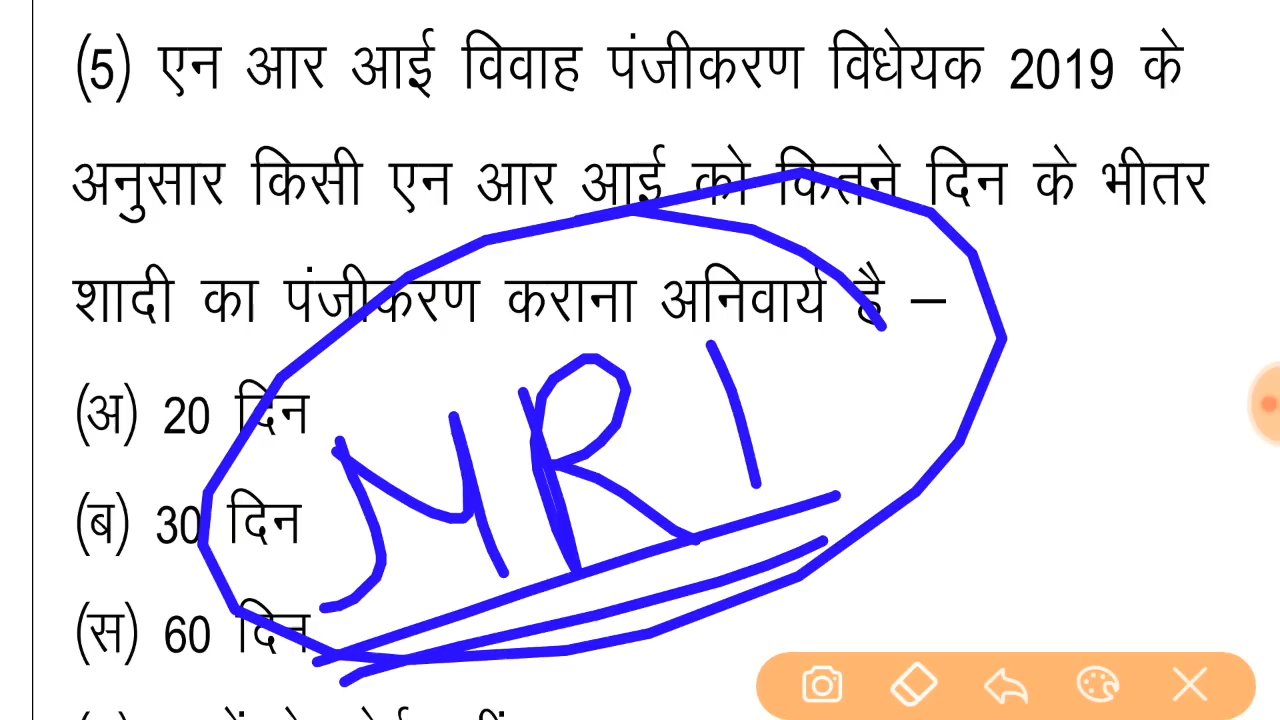 (5) एन आर आई विवाह पंजीकरण विधेयक 2019 के
अनुसार किसी एन आर आई को कितने दिन के भीतर
शादी का पंजीकरण कराना अनिवार्य है –
(अ) 20 दिन
(ब) 30 दिन
(स) 60 दिन
NRI